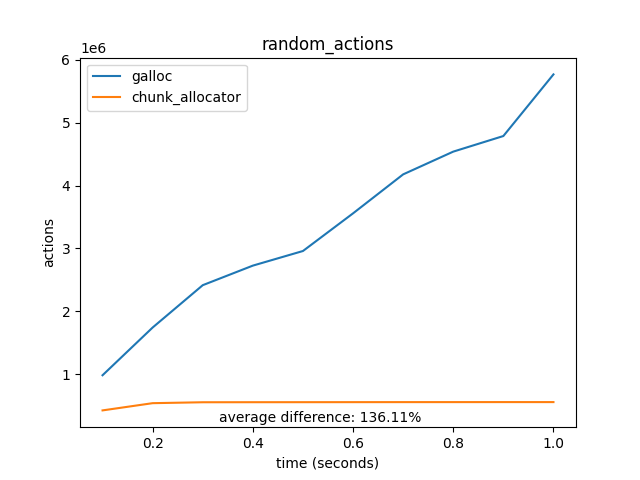 random_actions
1e6
galloc
chunk_allocator
6
5
4
3
2
1
actions
average difference: 136.11%
0.2 0.4 0.6 0.8 1.0
time (seconds)